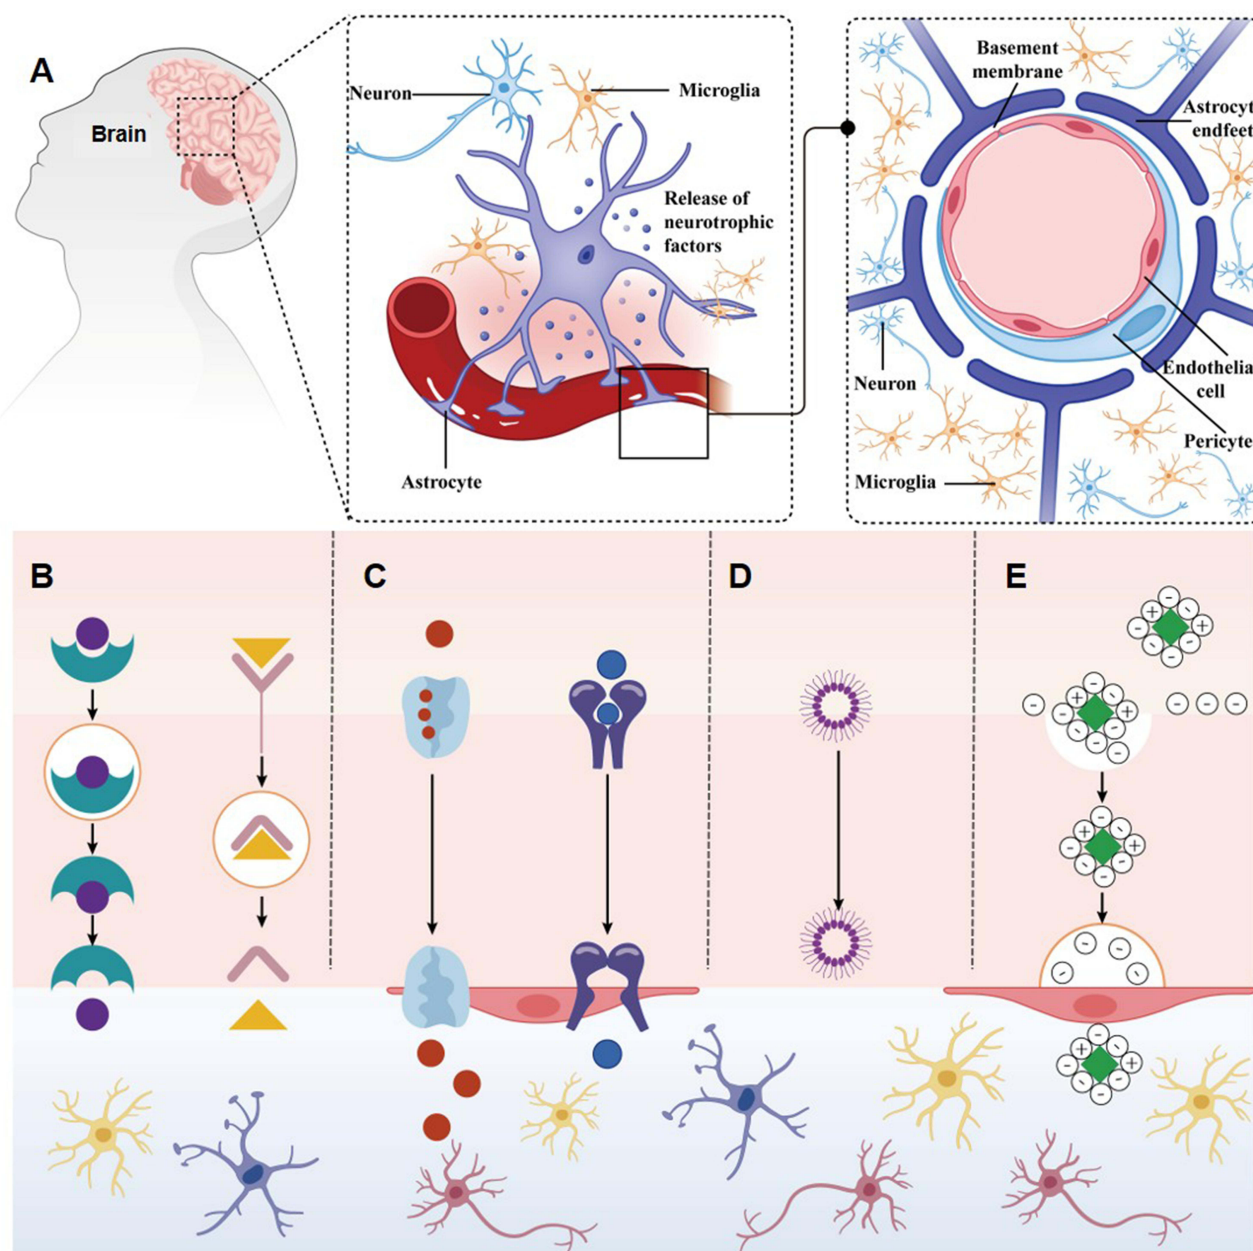 A
Brain
Neuron
Microglia
Release of
neurotrophic
factors
Astrocyte
Basement
membrane
Astrocyt
endfeet
Neuron
Endothelia
cell
Pericyte
Microglia
B
C
D
E